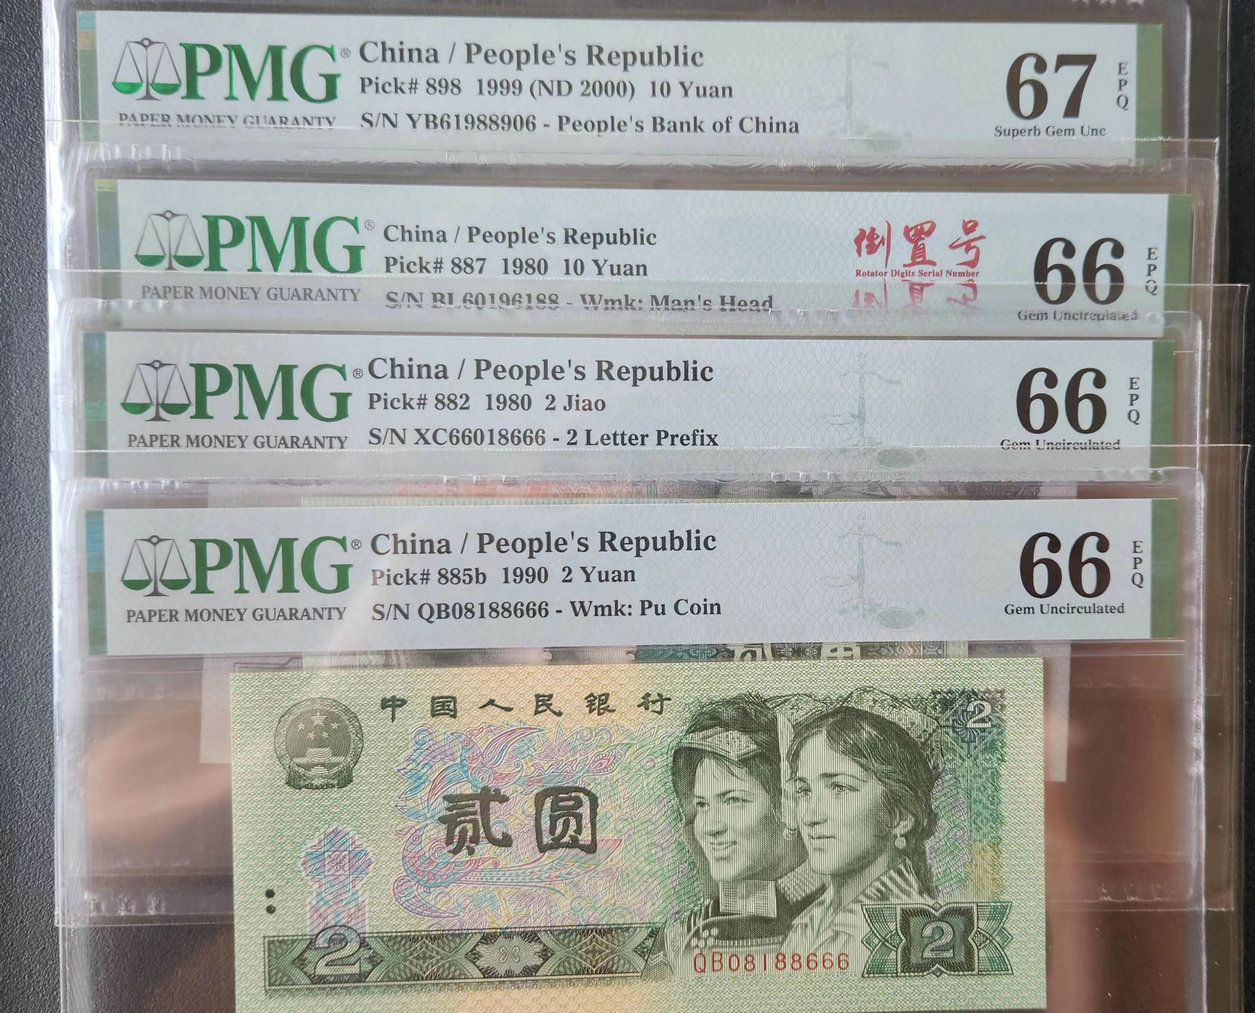 PMG®
PAPER MONEY GUARANTY
China / People's Republic
Pick# 898 1999 (ND 2000) 10 Yuan
S/N YB61988906 - People's Bank of China
67
EPQ
Superb Gem Unc
PMG®
PAPER MONEY GUARANTY
China / People's Republic
Pick# 887 1980 10 Yuan
S/N BL60196188 - Wmk: Man's Head
倒置号
Rotator Digits Serial Number
66
EPQ
Gem Uncirculated
PMG®
PAPER MONEY GUARANTY
China / People's Republic
Pick# 882 1980 2 Jiao
S/N XC66018666 - 2 Letter Prefix
66
EPQ
Gem Uncirculated
PMG®
PAPER MONEY GUARANTY
China / People's Republic
Pick# 885b 1990 2 Yuan
S/N QB08188666 - Wmk: Pu Coin
66
EPQ
Gem Uncirculated
中国人民银行
2
贰圆
2
2
QB08188666